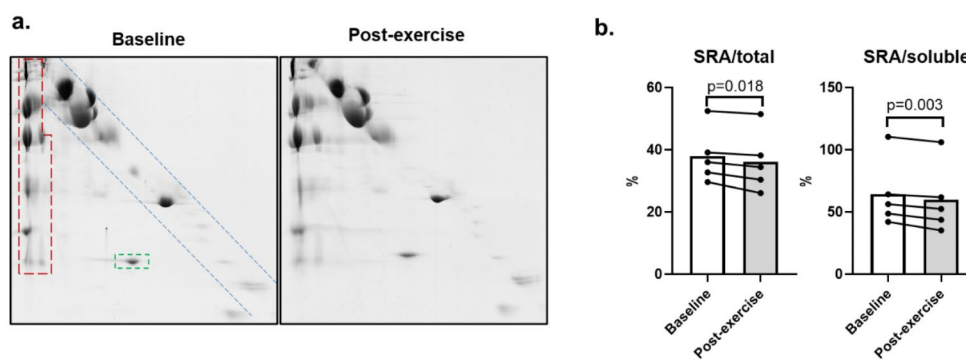 a.
Baseline
Post-exercise
b.
SRA/total
60
40
20
0
%
p=0.018
Baseline
Post-exercise
SRA/soluble
150
100
50
0
%
p=0.003
Baseline
Post-exercise